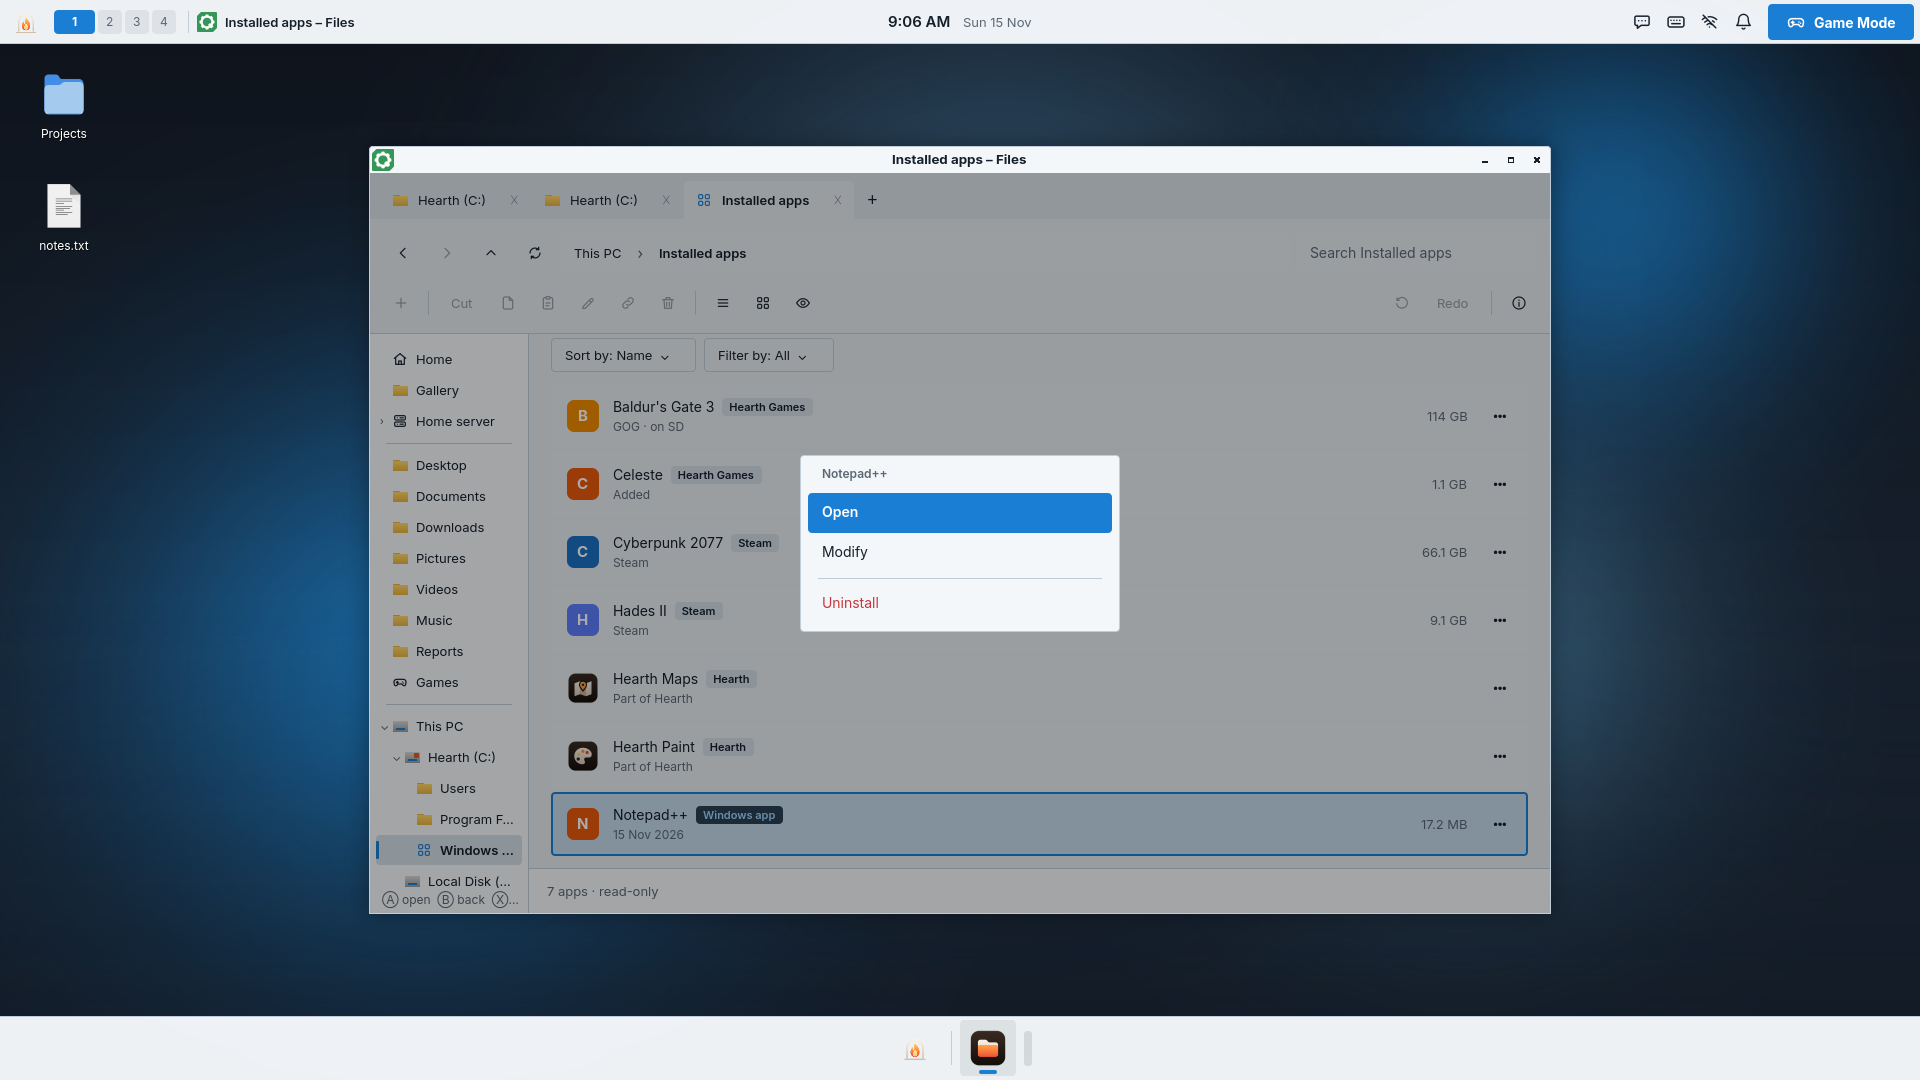 1 2 3 4 Installed apps – Files 9:06 AM Sun 15 Nov Game Mode
Projects
notes.txt
Installed apps – Files
Hearth (C:) X Hearth (C:) X Installed apps X +
This PC › Installed apps Search Installed apps
Cut Redo
Home
Gallery
Home server
Desktop
Documents
Downloads
Pictures
Videos
Music
Reports
Games
This PC
Hearth (C:)
Users
Program F...
Windows ...
Local Disk (...
A open B back X...
Sort by: Name Filter by: All
B Baldur's Gate 3 Hearth Games 114 GB
GOG · on SD
C Celeste Hearth Games 1.1 GB
Added
C Cyberpunk 2077 Steam 66.1 GB
Steam
H Hades II Steam 9.1 GB
Steam
Hearth Maps Hearth
Part of Hearth
Hearth Paint Hearth
Part of Hearth
N Notepad++ Windows app 17.2 MB
15 Nov 2026
7 apps · read-only
Notepad++
Open
Modify
Uninstall